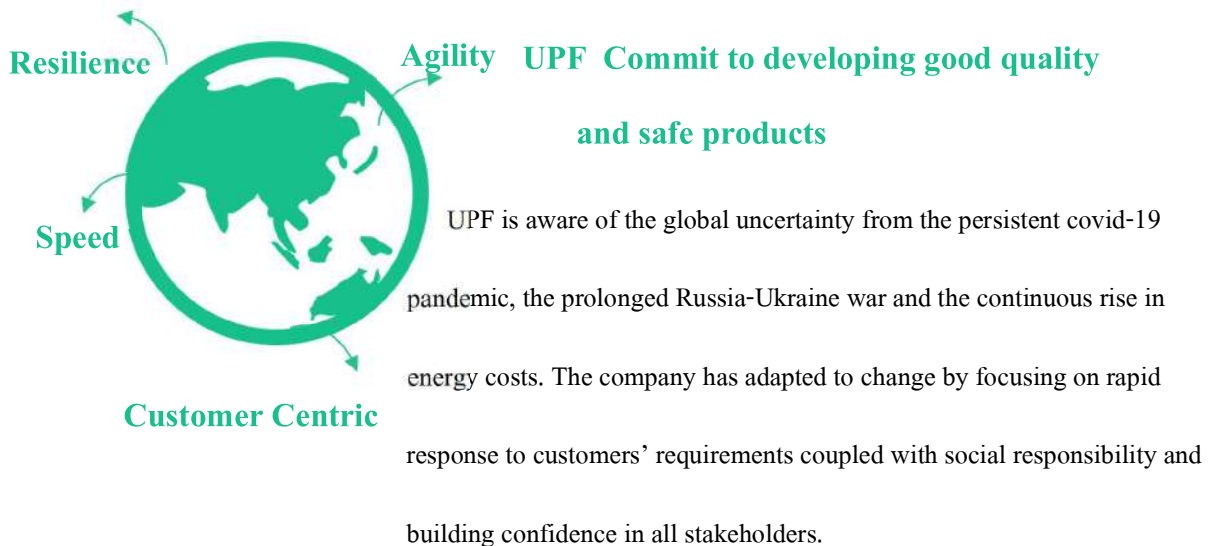 Resilience
Agility
Speed
Customer Centric
UPF Commit to developing good quality
and safe products
UPF is aware of the global uncertainty from the persistent covid-19
pandemic, the prolonged Russia-Ukraine war and the continuous rise in
energy costs. The company has adapted to change by focusing on rapid
response to customers’ requirements coupled with social responsibility and
building confidence in all stakeholders.